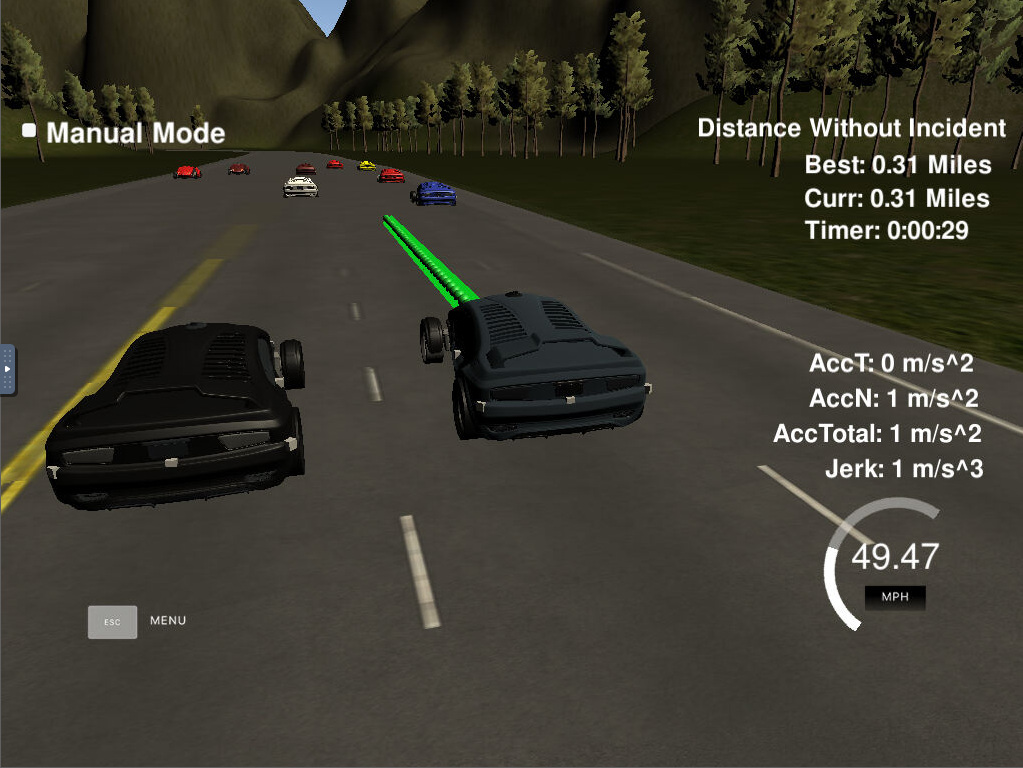 Manual Mode
Distance Without Incident
Best: 0.31 Miles
Curr: 0.31 Miles
Timer: 0:00:29
AccT: 0 m/s^2
AccN: 1 m/s^2
AccTotal: 1 m/s^2
Jerk: 1 m/s^3
49.47
MPH
ESC MENU